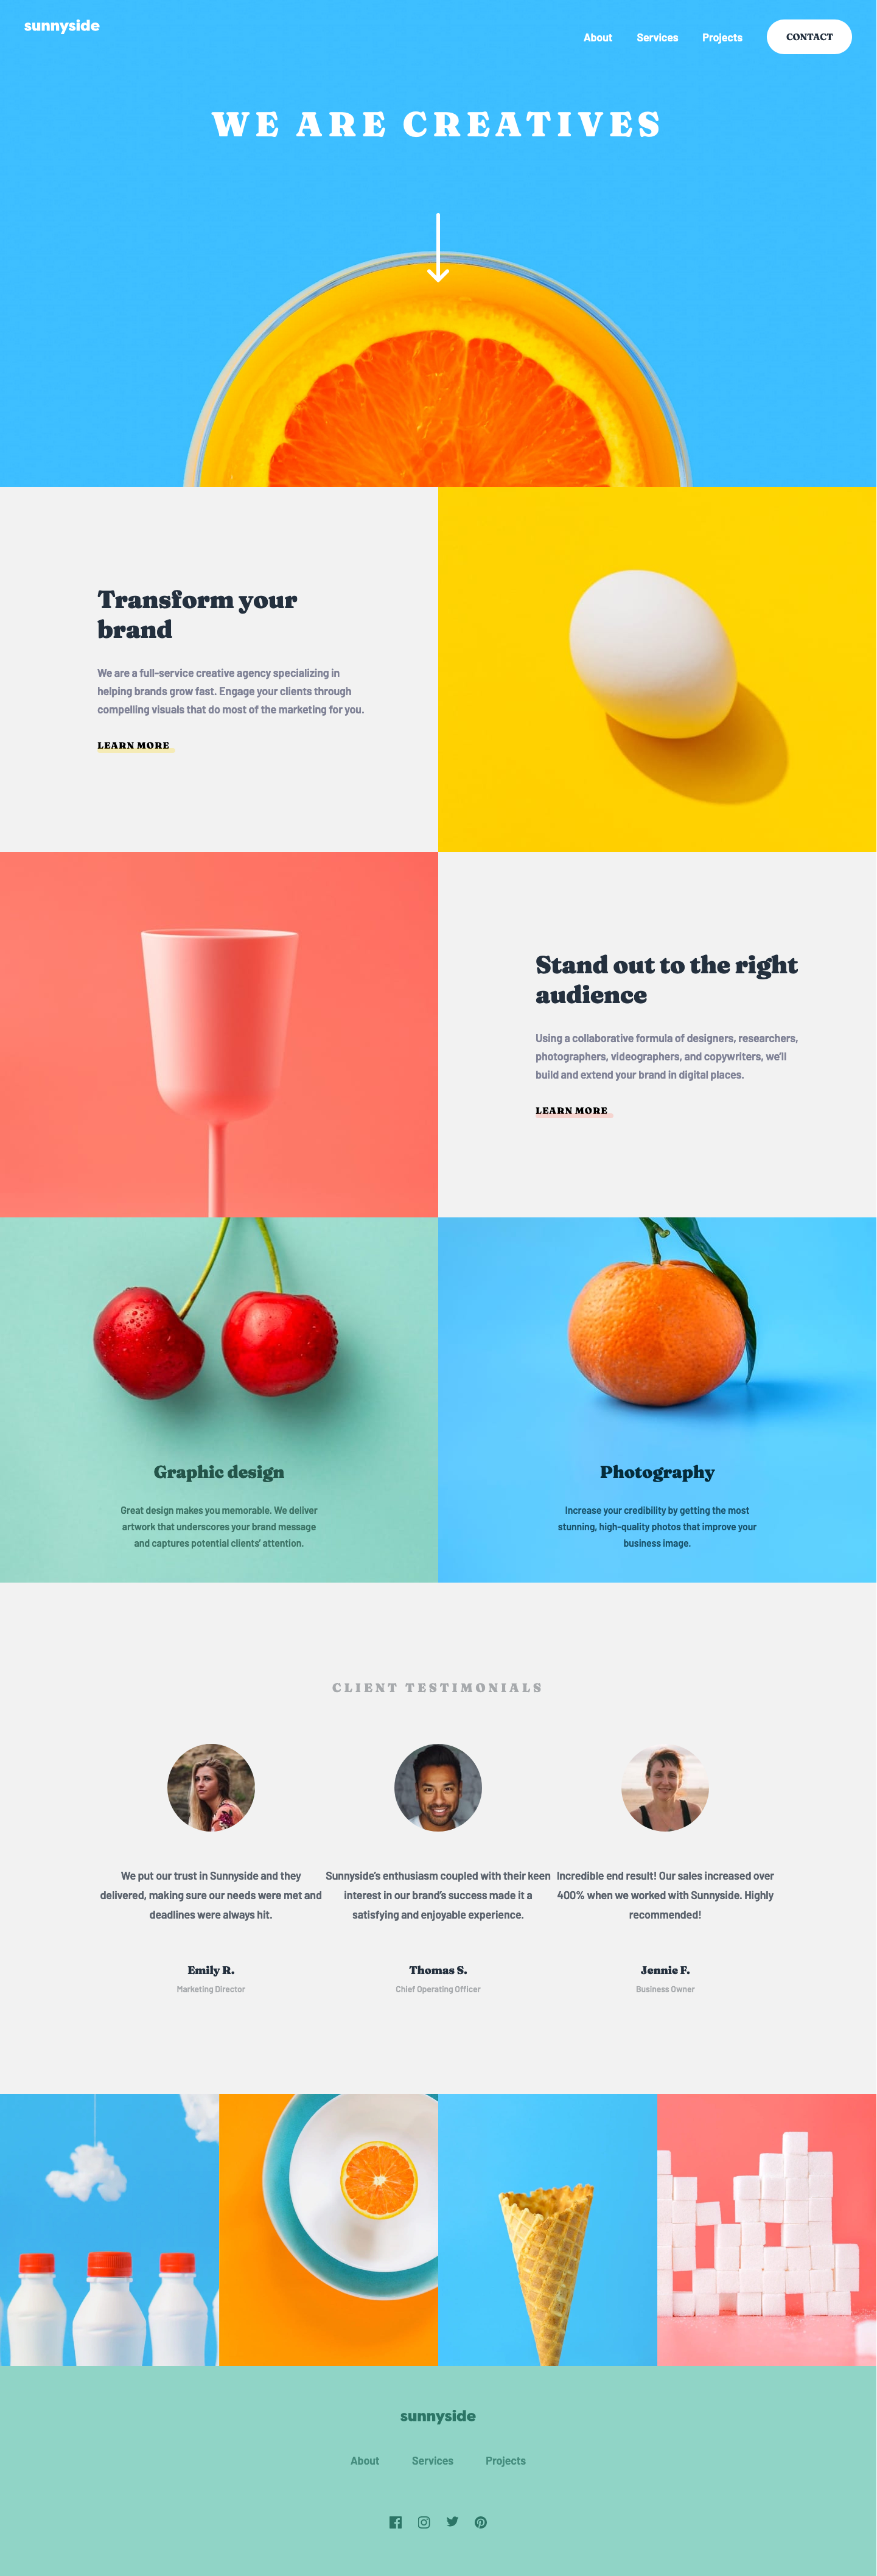 sunnyside
About Services Projects CONTACT
WE ARE CREATIVES
Transform your
brand
We are a full-service creative agency specializing in
helping brands grow fast. Engage your clients through
compelling visuals that do most of the marketing for you.
LEARN MORE
Stand out to the right
audience
Using a collaborative formula of designers, researchers,
photographers, videographers, and copywriters, we'll
build and extend your brand in digital places.
LEARN MORE
Graphic design
Great design makes you memorable. We deliver
artwork that underscores your brand message
and captures potential clients' attention.
Photography
Increase your credibility by getting the most
stunning, high-quality photos that improve your
business image.
CLIENT TESTIMONIALS
We put our trust in Sunnyside and they
delivered, making sure our needs were met and
deadlines were always hit.
Emily R.
Marketing Director
Sunnyside's enthusiasm coupled with their keen
interest in our brand's success made it a
satisfying and enjoyable experience.
Thomas S.
Chief Operating Officer
Incredible end result! Our sales increased over
400% when we worked with Sunnyside. Highly
recommended!
Jennie F.
Business Owner
sunnyside
About Services Projects